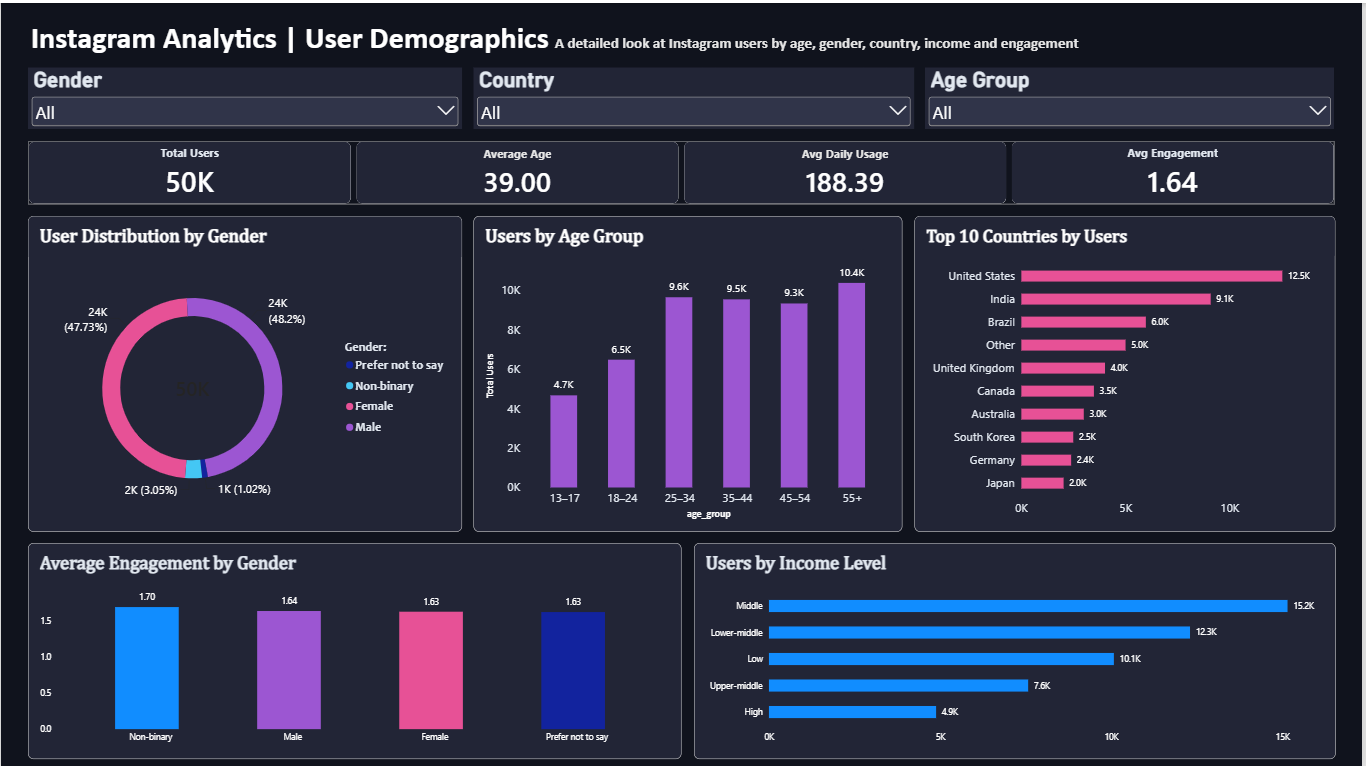 Instagram Analytics | User Demographics A detailed look at Instagram users by age, gender, country, income and engagement
Gender
All
Country
All
Age Group
All
Total Users
50K
Average Age
39.00
Avg Daily Usage
188.39
Avg Engagement
1.64
User Distribution by Gender
24K
(47.73%)
24K
(48.2%)
2K (3.05%)
1K (1.02%)
Gender:
Prefer not to say
Non-binary
Female
Male
Users by Age Group
Total Users
10K
8K
6K
4K
2K
0K
4.7K
6.5K
9.6K
9.5K
9.3K
10.4K
13–17
18–24
25–34
35–44
45–54
55+
age_group
Top 10 Countries by Users
United States 12.5K
India 9.1K
Brazil 6.0K
Other 5.0K
United Kingdom 4.0K
Canada 3.5K
Australia 3.0K
South Korea 2.5K
Germany 2.4K
Japan 2.0K
0K 5K 10K
Average Engagement by Gender
1.5
1.0
0.5
0.0
1.70
1.64
1.63
1.63
Non-binary
Male
Female
Prefer not to say
Users by Income Level
Middle 15.2K
Lower-middle 12.3K
Low 10.1K
Upper-middle 7.6K
High 4.9K
0K 5K 10K 15K